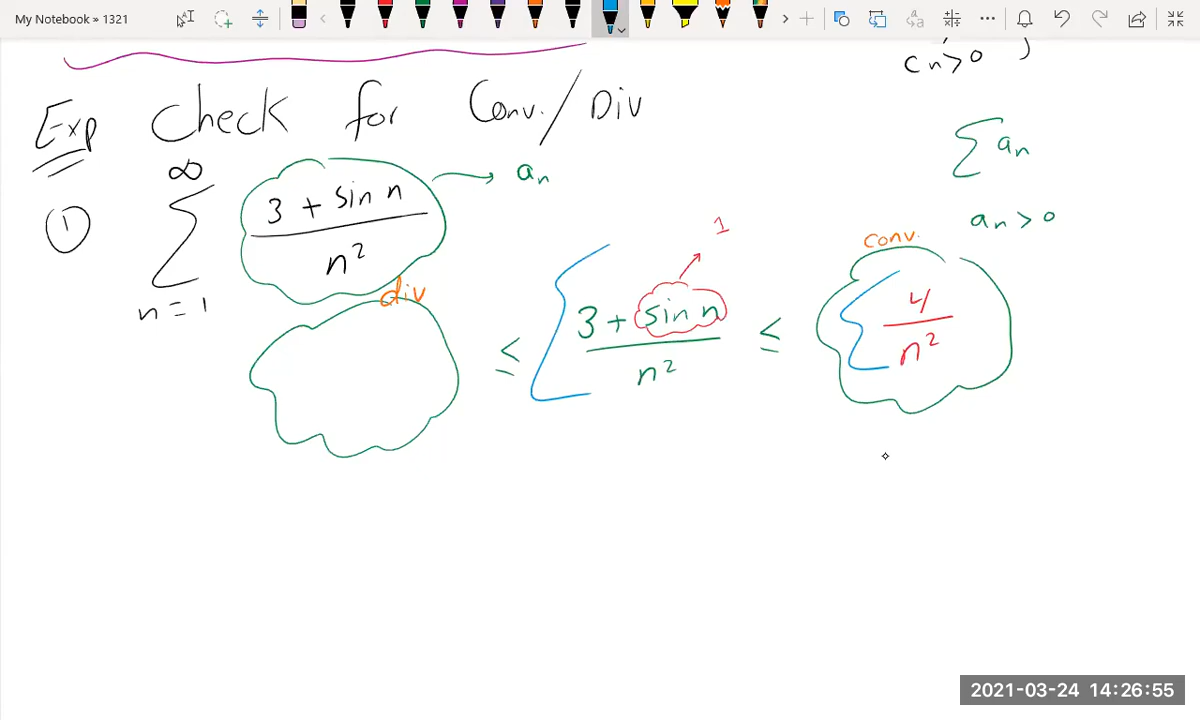 My Notebook » 1321
c n > 0 )
Exp Check for Conv. / Div
① ∞ Σ n = 1 3 + sin n / n²
→ an
Σ an
an > 0
div
≤ Σ 3 + sin n / n² ≤ Σ 4 / n²
1
conv.
2021-03-24 14:26:55